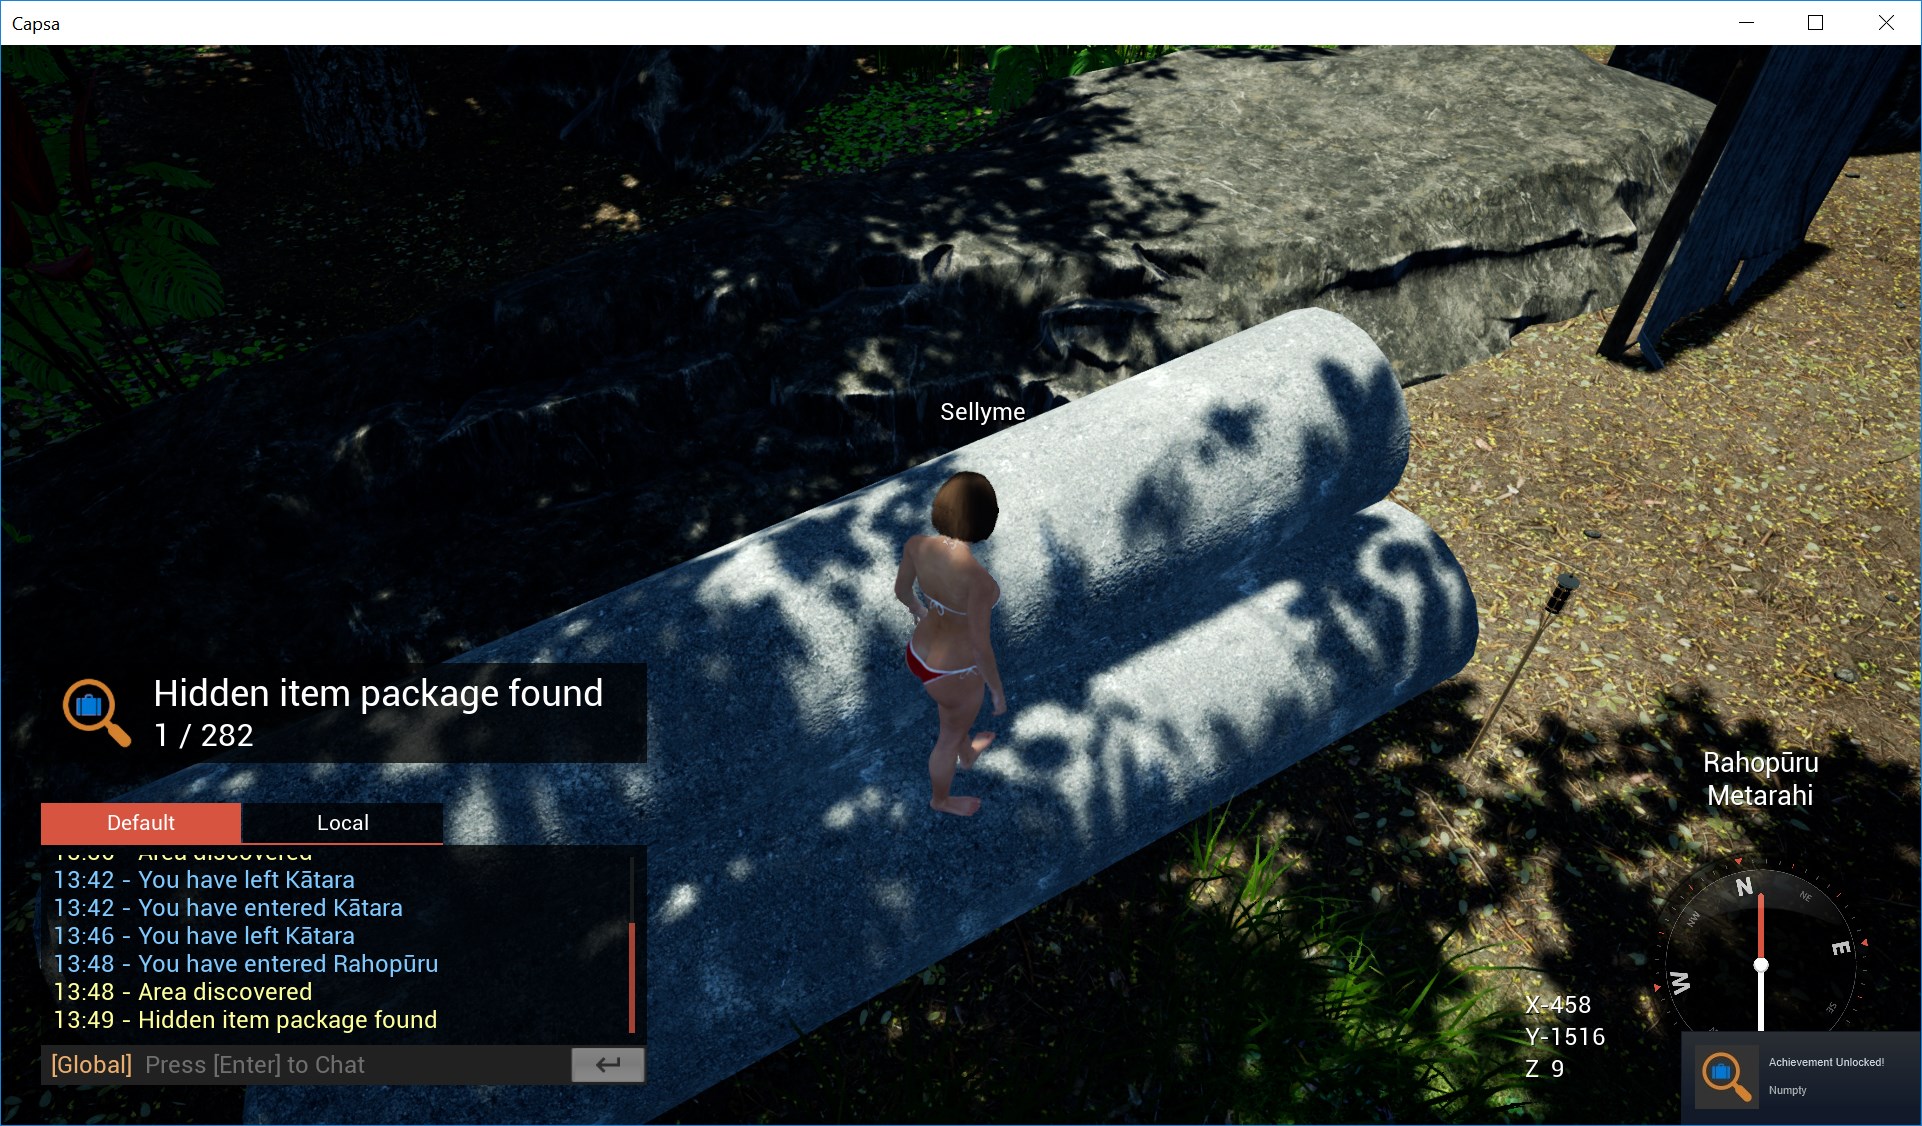 Capsa
Sellyme
Hidden item package found
1 / 282
Default
Local
13:42 - You have left Kātara
13:42 - You have entered Kātara
13:46 - You have left Kātara
13:48 - You have entered Rahopūru
13:48 - Area discovered
13:49 - Hidden item package found
[Global] Press [Enter] to Chat
Rahopūru
Metarahi
N
NE
E
SE
W
NW
X-458
Y-1516
Z 9
Achievement Unlocked!
Numpty